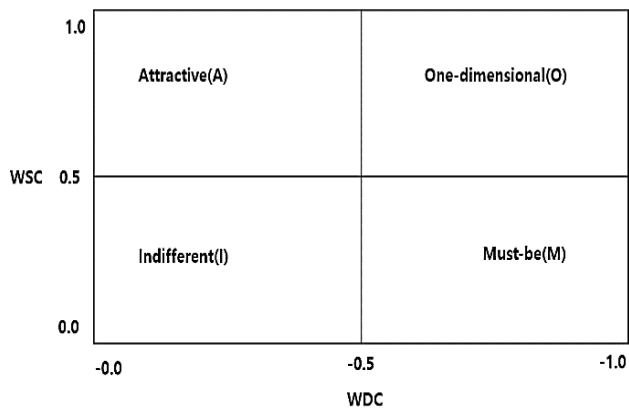 1.0
Attractive(A)
One-dimensional(O)
WSC
0.5
Indifferent(I)
Must-be(M)
0.0
-0.0
-0.5
-1.0
WDC